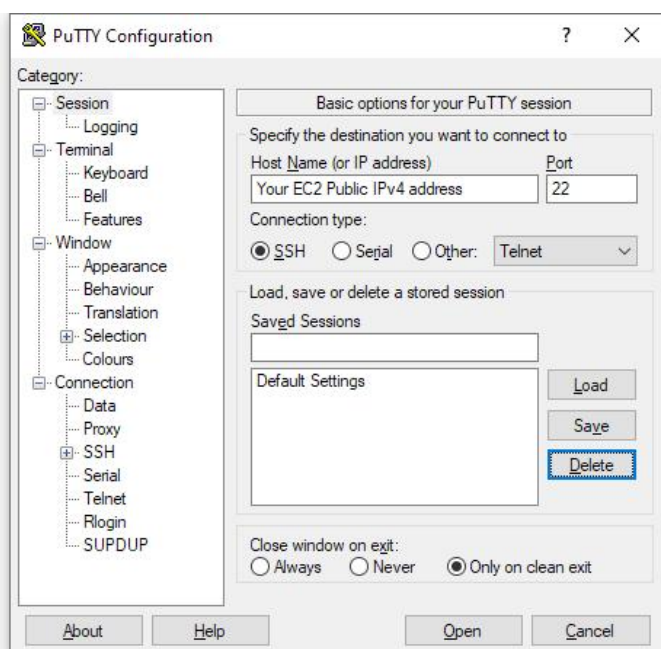 PuTTY Configuration
?
Category:
Session
Logging
Terminal
Keyboard
Bell
Features
Window
Appearance
Behaviour
Translation
Selection
Colours
Connection
Data
Proxy
SSH
Serial
Telnet
Rlogin
SUPDUP
Basic options for your PuTTY session
Specify the destination you want to connect to
Host Name (or IP address) Port
Your EC2 Public IPv4 address 22
Connection type:
SSH Serial Other: Telnet
Load, save or delete a stored session
Saved Sessions
Default Settings
Load
Save
Delete
Close window on exit:
Always Never Only on clean exit
About Help Open Cancel